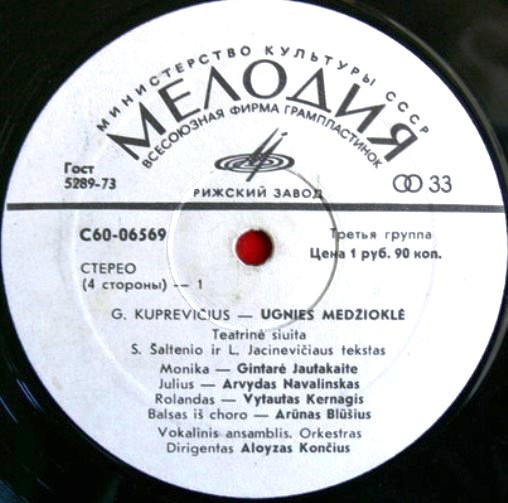 МИНИСТЕРСТВО КУЛЬТУРЫ СССР
МЕЛОДИЯ
ВСЕСОЮЗНАЯ ФИРМА ГРАМПЛАСТИНОК
Гост
5289-73
РИЖСКИЙ ЗАВОД
33
С60-06569
Третья группа
Цена 1 руб. 90 коп.
СТЕРЕО
(4 стороны) — 1
G. KUPREVIČIUS — UGNIES MEDŽIOKLĖ
Teatrinė siuita
S. Šaltenio ir L. Jacinevičiaus tekstas
Monika — Gintarė Jautakaite
Julius — Arvydas Navalinskas
Rolandas — Vytautas Kernagis
Balsas iš choro — Arūnas Blūšius
Vokalinis ansamblis. Orkestras
Dirigentas Aloyzas Končius